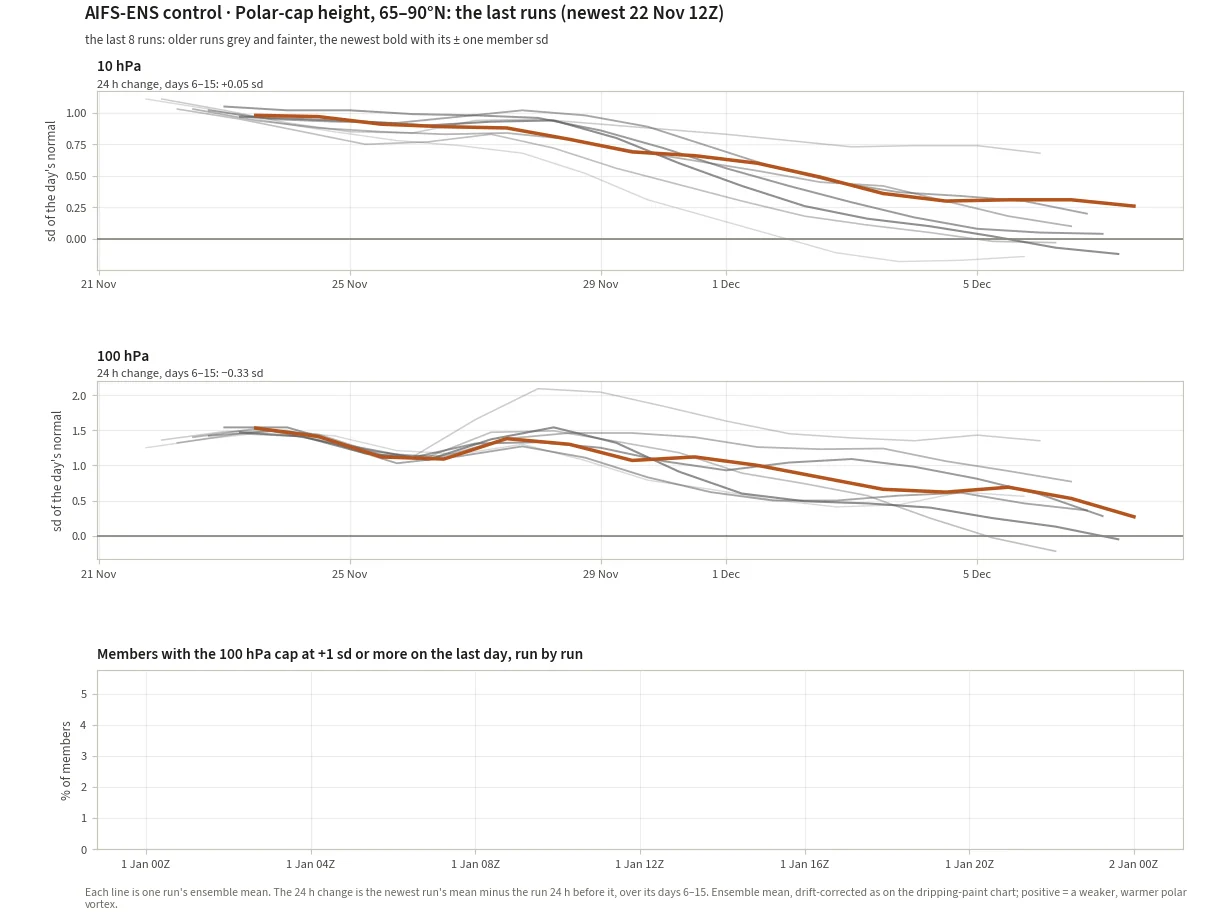 AIFS-ENS control · Polar-cap height, 65–90°N: the last runs (newest 22 Nov 12Z)
the last 8 runs: older runs grey and fainter, the newest bold with its ± one member sd
10 hPa
24 h change, days 6–15: +0.05 sd
sd of the day's normal
1.00
0.75
0.50
0.25
0.00
21 Nov
25 Nov
29 Nov
1 Dec
5 Dec
100 hPa
24 h change, days 6–15: −0.33 sd
sd of the day's normal
2.0
1.5
1.0
0.5
0.0
21 Nov
25 Nov
29 Nov
1 Dec
5 Dec
Members with the 100 hPa cap at +1 sd or more on the last day, run by run
% of members
5
4
3
2
1
0
1 Jan 00Z
1 Jan 04Z
1 Jan 08Z
1 Jan 12Z
1 Jan 16Z
1 Jan 20Z
2 Jan 00Z
Each line is one run's ensemble mean. The 24 h change is the newest run's mean minus the run 24 h before it, over its days 6–15. Ensemble mean, drift-corrected as on the dripping-paint chart; positive = a weaker, warmer polar
vortex.